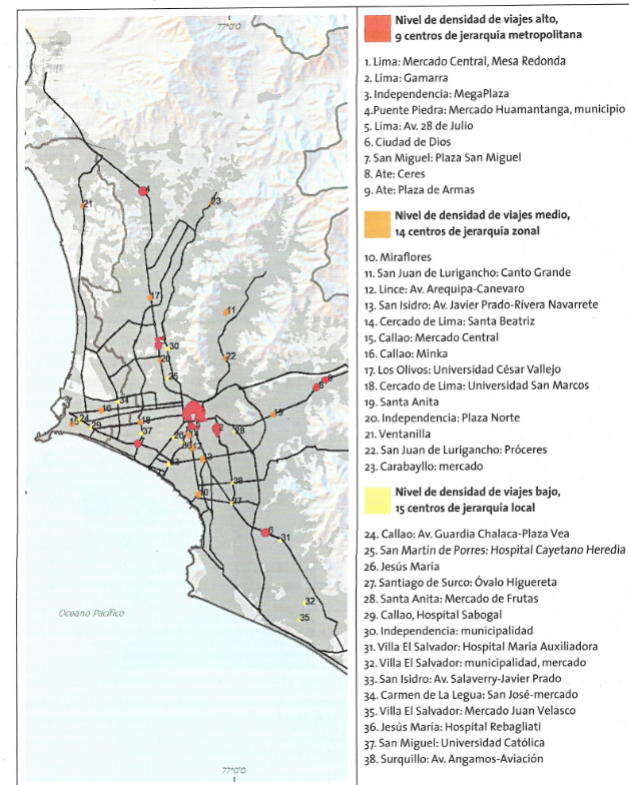 77°0'0
Nivel de densidad de viajes alto,
9 centros de jerarquía metropolitana
1. Lima: Mercado Central, Mesa Redonda
2. Lima: Gamarra
3. Independencia: MegaPlaza
4.Puente Piedra: Mercado Huamantanga, municipio
5. Lima: Av. 28 de Julio
6. Ciudad de Dios
7. San Miguel: Plaza San Miguel
8. Ate: Ceres
9. Ate: Plaza de Armas
Nivel de densidad de viajes medio,
14 centros de jerarquía zonal
10. Miraflores
11. San Juan de Lurigancho: Canto Grande
12. Lince: Av. Arequipa-Canevaro
13. San Isidro: Av. Javier Prado-Rivera Navarrete
14. Cercado de Lima: Santa Beatriz
15. Callao: Mercado Central
16. Callao: Minka
17. Los Olivos: Universidad César Vallejo
18. Cercado de Lima: Universidad San Marcos
19. Santa Anita
20. Independencia: Plaza Norte
21. Ventanilla
22. San Juan de Lurigancho: Próceres
23. Carabayllo: mercado
Nivel de densidad de viajes bajo,
15 centros de jerarquía local
24. Callao: Av. Guardia Chalaca-Plaza Vea
25. San Martín de Porres: Hospital Cayetano Heredia
26. Jesús María
27. Santiago de Surco: Óvalo Higuereta
28. Santa Anita: Mercado de Frutas
29. Callao, Hospital Sabogal
30. Independencia: municipalidad
31. Villa El Salvador: Hospital María Auxiliadora
32. Villa El Salvador: municipalidad, mercado
33. San Isidro: Av. Salaverry-Javier Prado
34. Carmen de La Legua: San José-mercado
35. Villa El Salvador: Mercado Juan Velasco
36. Jesús María: Hospital Rebagliati
37. San Miguel: Universidad Católica
38. Surquillo: Av. Angamos-Aviación
4
21
23
17
11
30
20
22
25
34
16
24
15
29
18
37
28
19
12
38
27
6
31
32
35
Oceano Pacífico
77°0'0